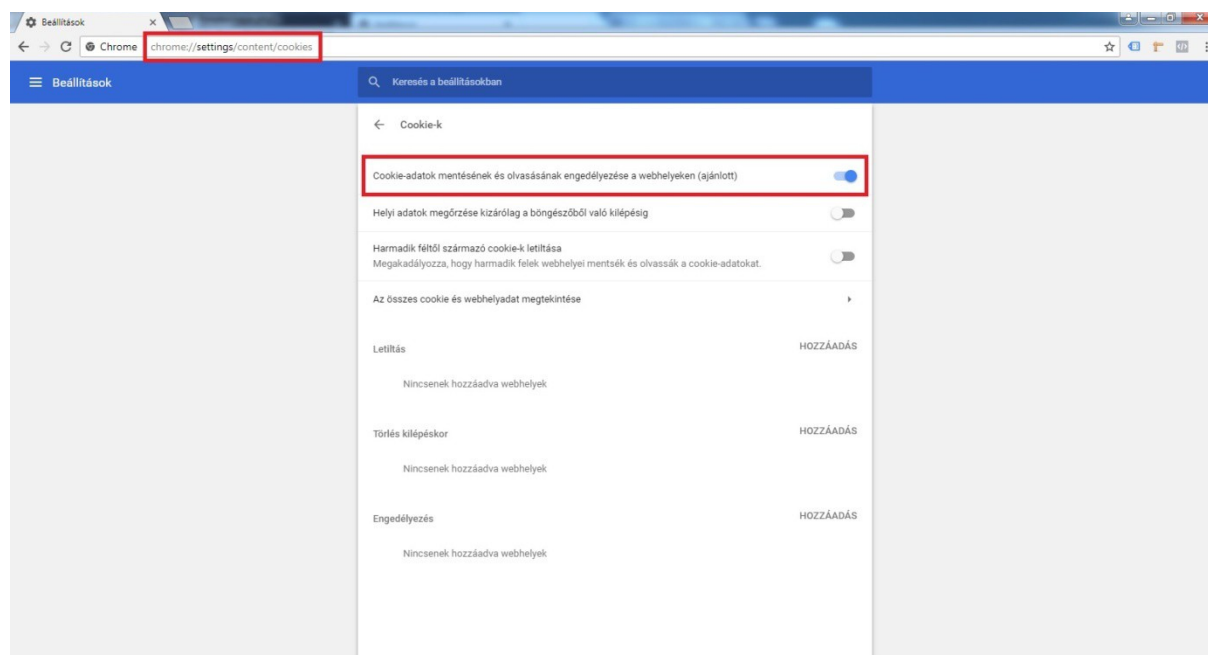 Beállítások
Chrome chrome://settings/content/cookies
Beállítások
Keresés a beállításokban
Cookie-k
Cookie-adatok mentésének és olvasásának engedélyezése a webhelyeken (ajánlott)
Helyi adatok megőrzése kizárólag a böngészőből való kilépésig
Harmadik féltől származó cookie-k letiltása
Megakadályozza, hogy harmadik felek webhelyei mentsék és olvassák a cookie-adatokat.
Az összes cookie és webhelyadat megtekintése
Letiltás HOZZÁADÁS
Nincsenek hozzáadva webhelyek
Törlés kilépéskor HOZZÁADÁS
Nincsenek hozzáadva webhelyek
Engedélyezés HOZZÁADÁS
Nincsenek hozzáadva webhelyek